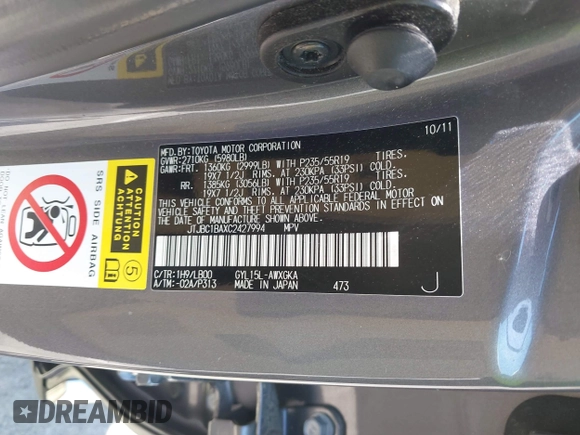 10/11
MFD.BY:TOYOTA MOTOR CORPORATION
GVWR:2710KG (5980LB)
GAWR:FRT. 1360KG (2999LB) WITH P235/55R19 TIRES.
19X7 1/2J RIMS. AT 230KPA (33PSI) COLD.
RR. 1385KG (3056LB) WITH P235/55R19 TIRES.
19X7 1/2J RIMS. AT 230KPA (33PSI) COLD.
THIS VEHICLE CONFORMS TO ALL APPLICABLE FEDERAL MOTOR
VEHICLE SAFETY AND THEFT PREVENTION STANDARDS IN EFFECT ON
THE DATE OF MANUFACTURE SHOWN ABOVE.
JTJBC1BAXC2427994 MPV
C/TR:1H9/LB00 GYL15L-AWXGKA
A/TM:-02A/P313 MADE IN JAPAN 473
J
SRS SIDE AIRBAG
CAUTION
ATTENTION
ACHTUNG
5
DREAMBID